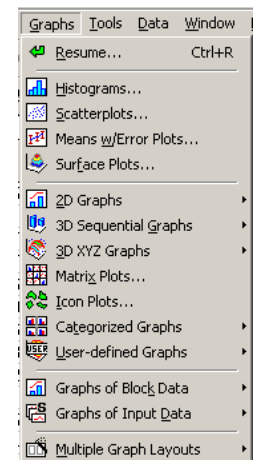 Graphs Tools Data Window
Resume... Ctrl+R
Histograms...
Scatterplots...
Means w/Error Plots...
Surface Plots...
2D Graphs
3D Sequential Graphs
3D XYZ Graphs
Matrix Plots...
Icon Plots...
Categorized Graphs
USER User-defined Graphs
Graphs of Block Data
Graphs of Input Data
Multiple Graph Layouts